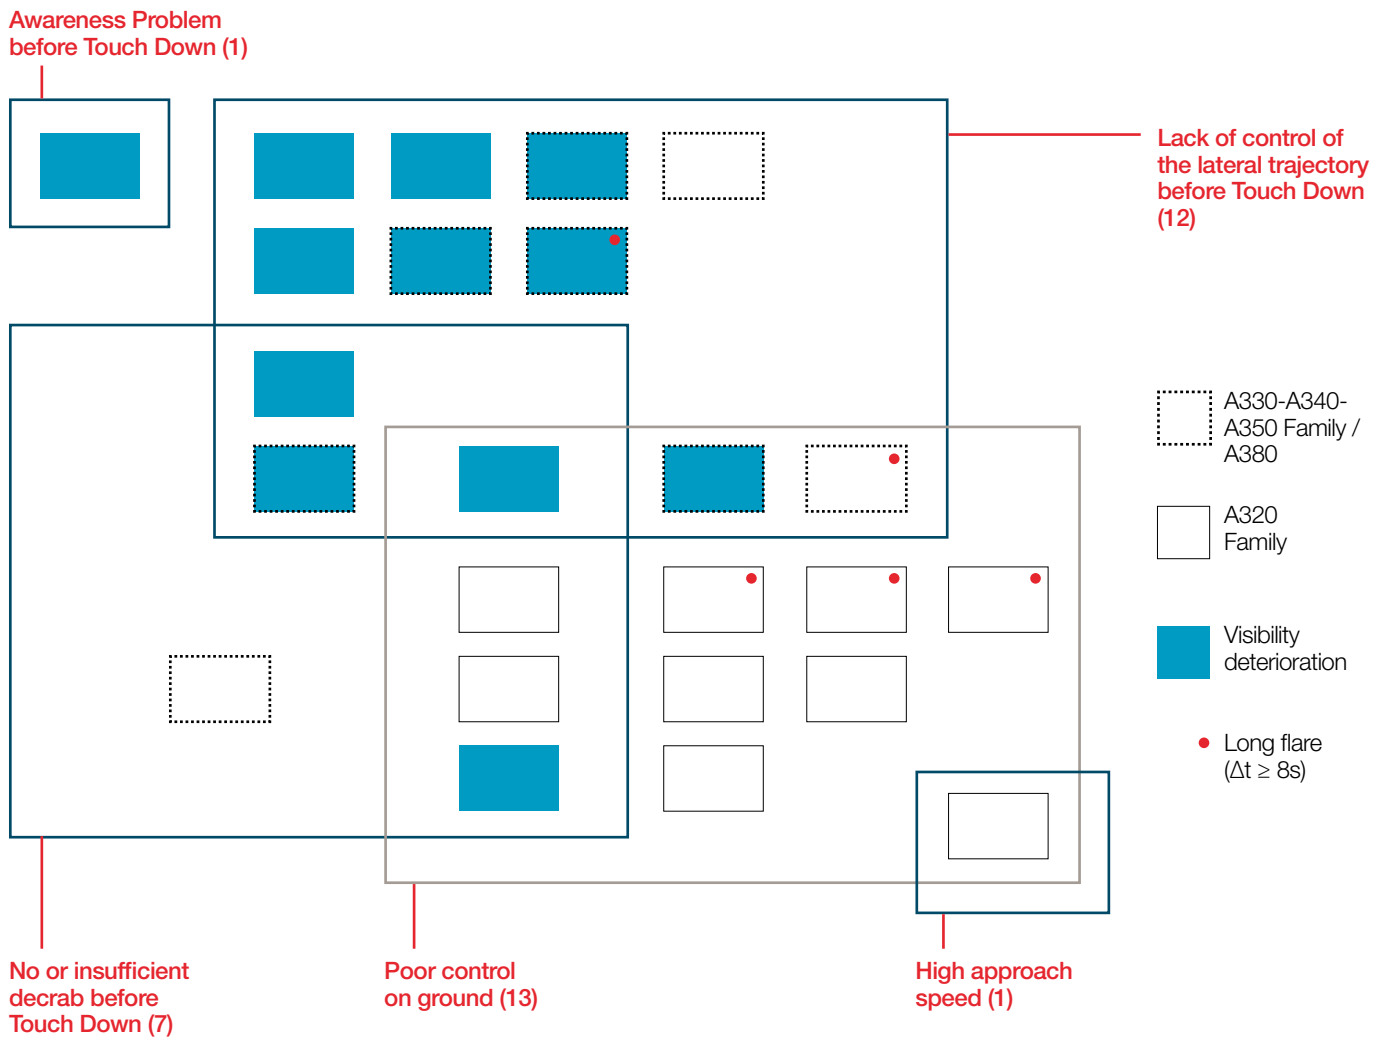 Awareness Problem
before Touch Down (1)
Lack of control of
the lateral trajectory
before Touch Down
(12)
A330-A340-
A350 Family /
A380
A320
Family
Visibility
deterioration
Long flare
(Δt ≥ 8s)
No or insufficient
decrab before
Touch Down (7)
Poor control
on ground (13)
High approach
speed (1)